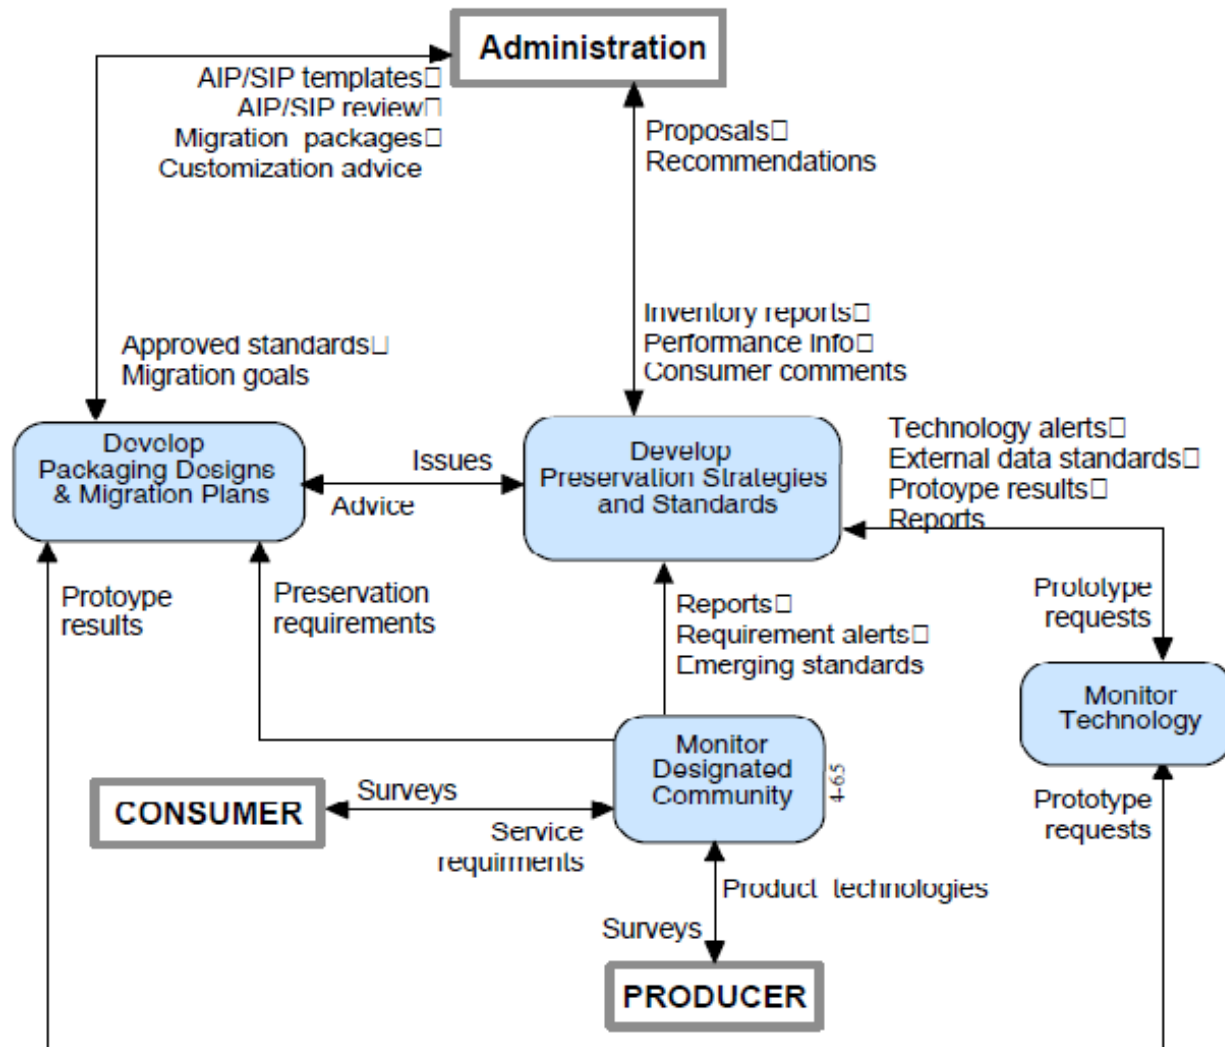 Administration
AIP/SIP templates□
AIP/SIP review□
Migration packages□
Customization advice
Proposals□
Recommendations
Inventory reports□
Performance info□
Consumer comments
Approved standards□
Migration goals
Develop
Packaging Designs
& Migration Plans
Issues
Advice
Develop
Preservation Strategies
and Standards
Technology alerts□
External data standards□
Protoype results□
Reports
Protoype
results
Preservation
requirements
Reports□
Requirement alerts□
Emerging standards
Prototype
requests
Monitor
Technology
Monitor
Designated
Community
4-65
CONSUMER
Surveys
Service
requirments
Prototype
requests
Product technologies
Surveys
PRODUCER